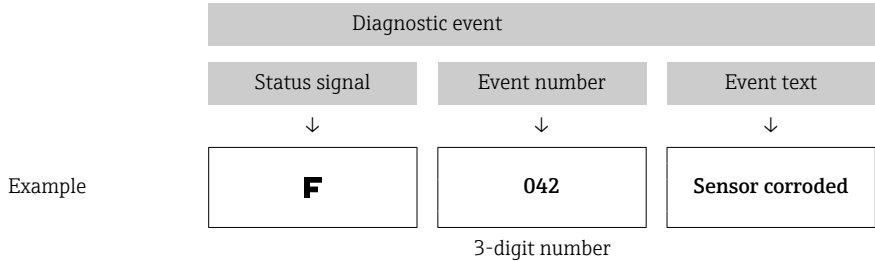 Diagnostic event
Status signal Event number Event text
↓ ↓ ↓
Example F 042 Sensor corroded
3-digit number